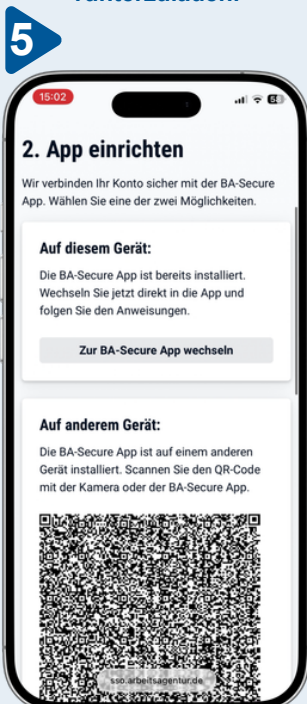 5
15:02
2. App einrichten
Wir verbinden Ihr Konto sicher mit der BA-Secure
App. Wählen Sie eine der zwei Möglichkeiten.
Auf diesem Gerät:
Die BA-Secure App ist bereits installiert.
Wechseln Sie jetzt direkt in die App und
folgen Sie den Anweisungen.
Zur BA-Secure App wechseln
Auf anderem Gerät:
Die BA-Secure App ist auf einem anderen
Gerät installiert. Scannen Sie den QR-Code
mit der Kamera oder der BA-Secure App.
sso.arbeitsagentur.de